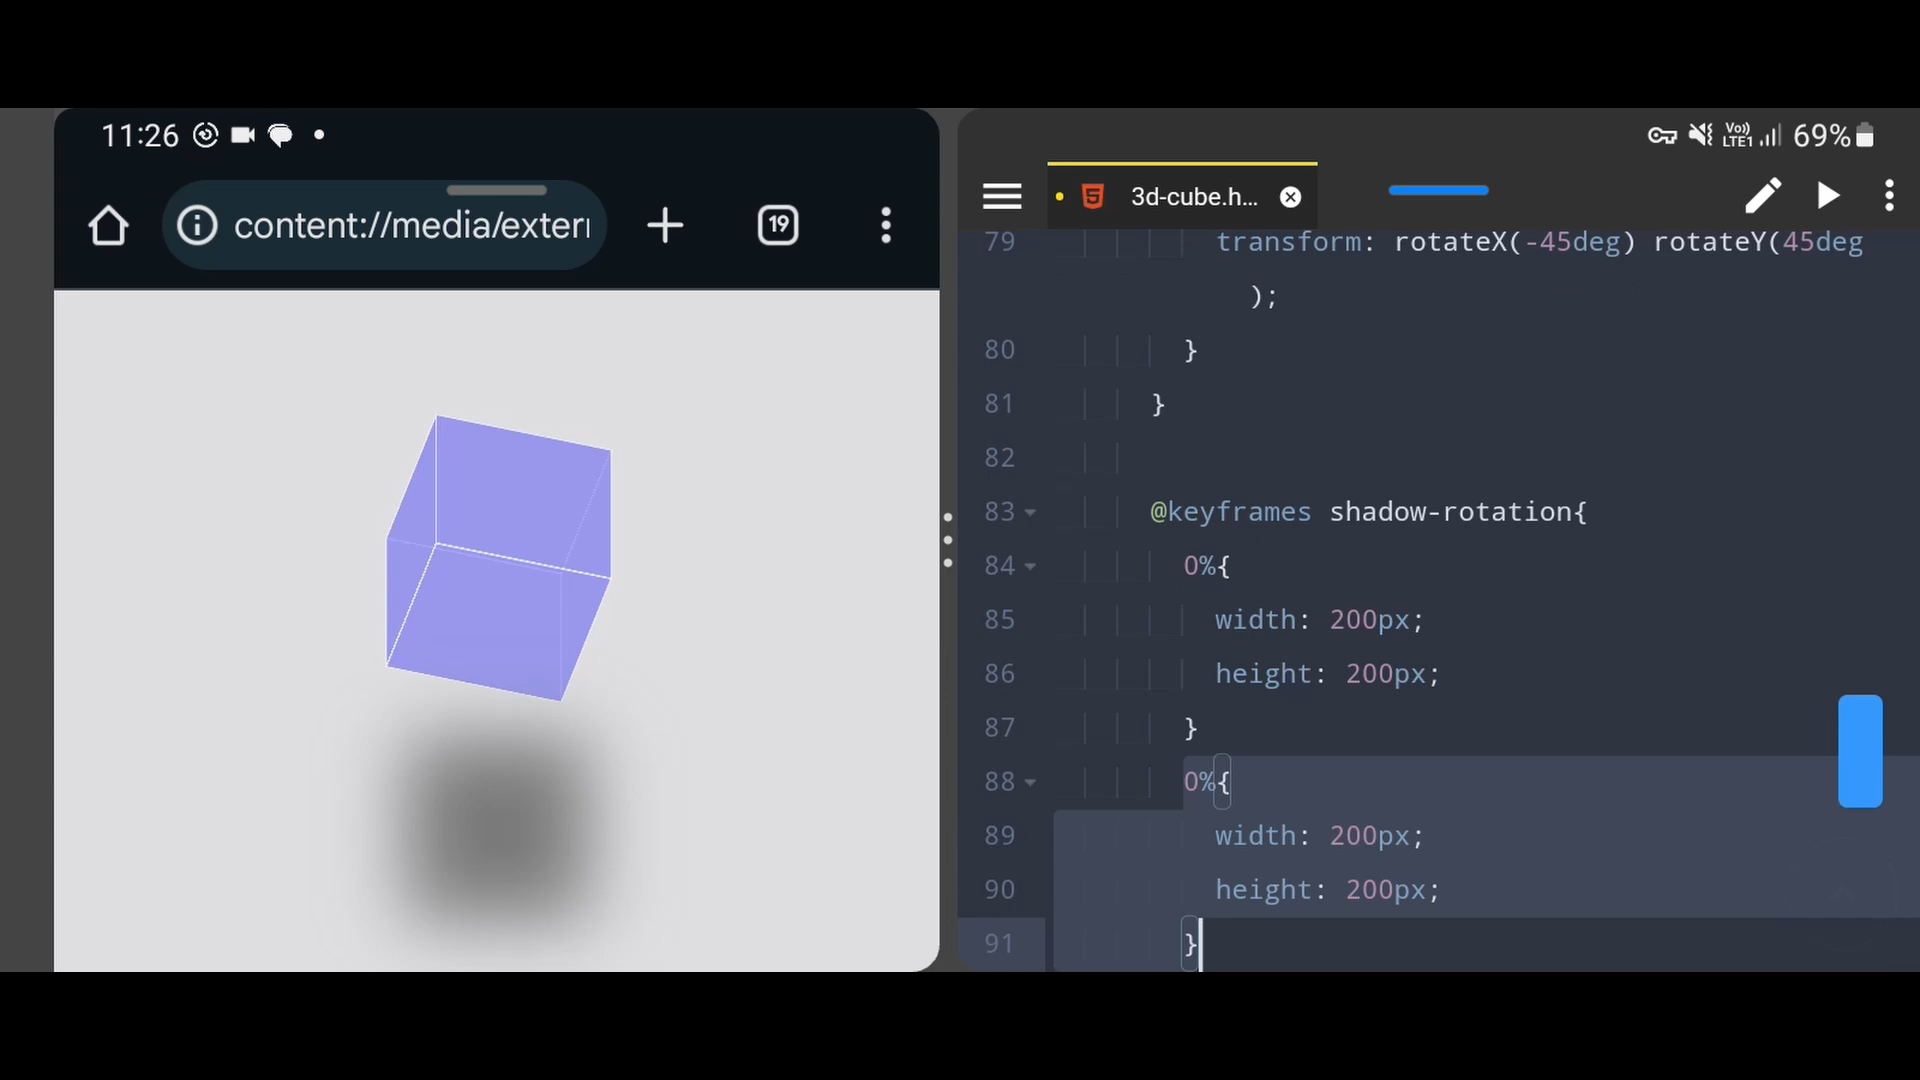 11:26
content://media/exter
19
Vo)) LTE1 69%
3d-cube.h...
79 transform: rotateX(-45deg) rotateY(45deg
);
80 }
81 }
82
83 @keyframes shadow-rotation{
84 0%{
85 width: 200px;
86 height: 200px;
87 }
88 0%{
89 width: 200px;
90 height: 200px;
91 }